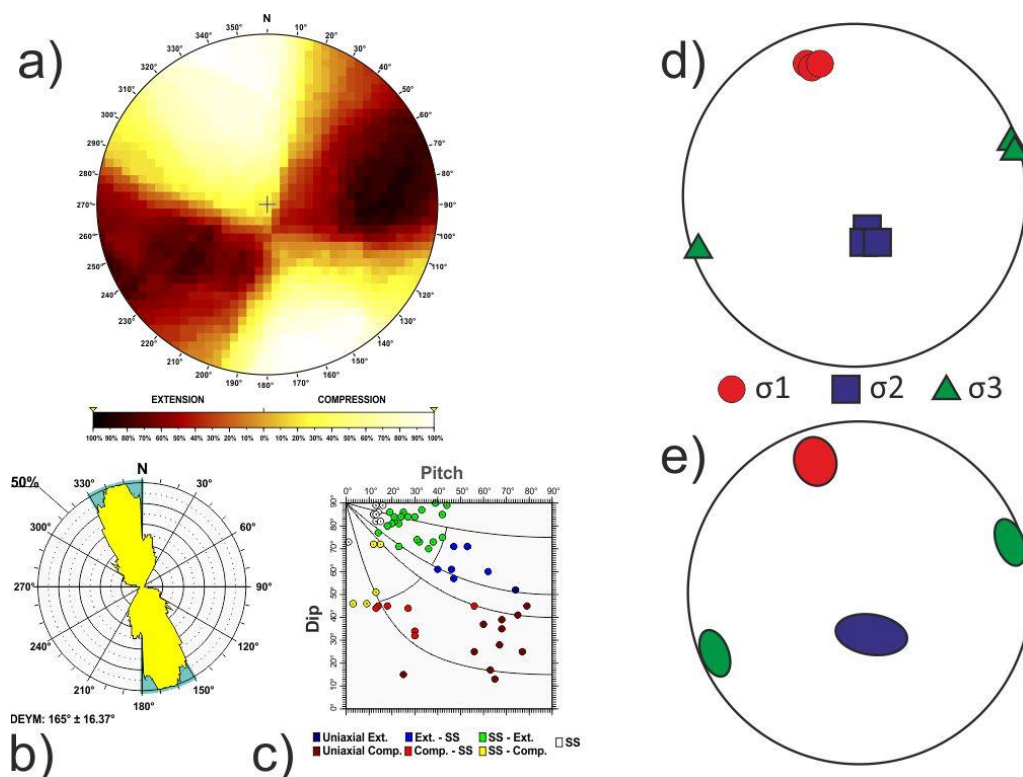 a)
N
350° 10°
340° 20°
330° 30°
320° 40°
310° 50°
300° 60°
290° 70°
280° 80°
270° 90°
260° 100°
250° 110°
240° 120°
230° 130°
220° 140°
210° 150°
200° 190° 180° 170° 160°
EXTENSION COMPRESSION
100% 90% 80% 70% 60% 50% 40% 30% 20% 10% 0% 10% 20% 30% 40% 50% 60% 70% 80% 90% 100%
50%
N
330° 30°
300° 60°
270° 90°
240° 120°
210° 150°
180°
DEYM: 165° ± 16.37°
b)
Pitch
0° 10° 20° 30° 40° 50° 60° 70° 80° 90°
90°
80°
70°
60°
50°
40°
30°
20°
10°
0°
Dip
c)
Uniaxial Ext. Ext. - SS SS - Ext. SS
Uniaxial Comp. Comp. - SS SS - Comp.
d)
σ1 σ2 σ3
e)